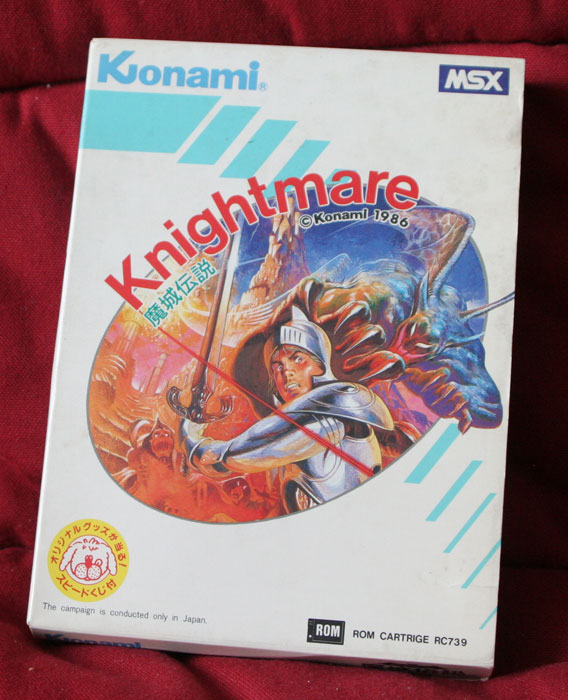 Konami®
MSX
Knightmare
©Konami 1986
魔城伝説
オリジナルグッズが当る!
スピードくじ付
The campaign is conducted only in Japan.
ROM
ROM CARTRIGE RC739
Konami